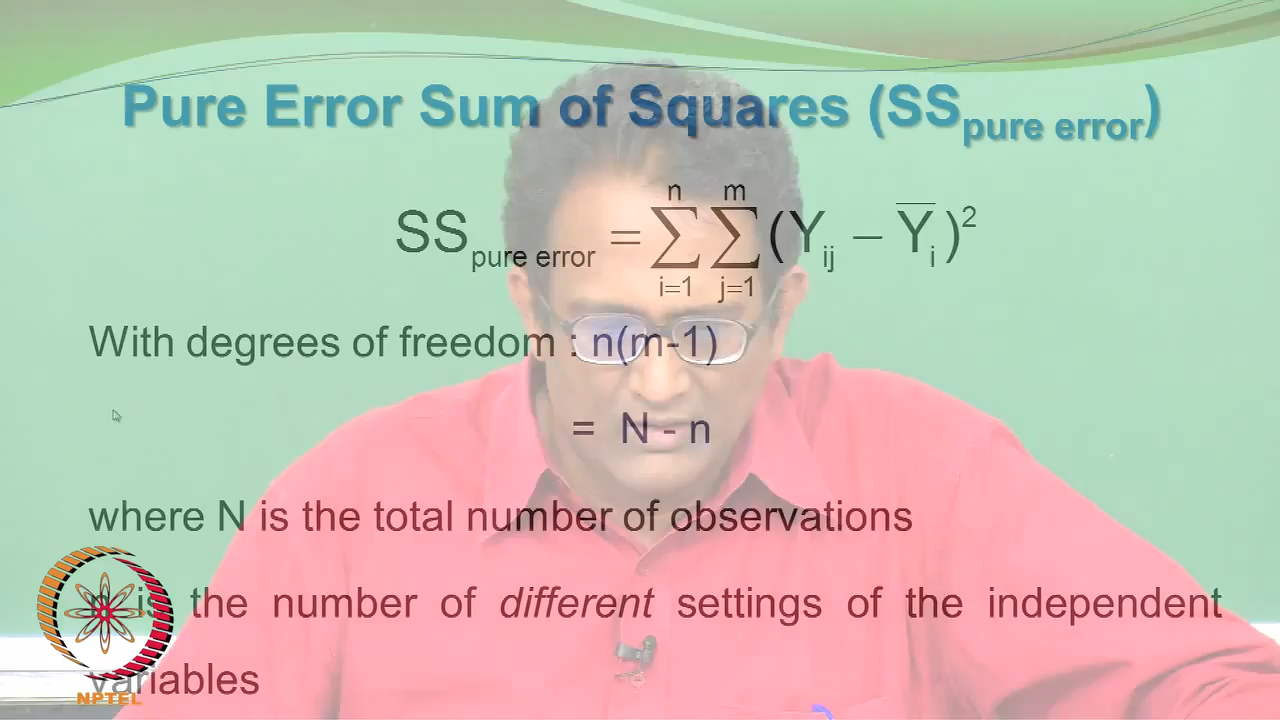 Pure Error Sum of Squares (SSpure error)
n m
SSpure error = ∑ ∑ (Yij − Y̅i)2
i=1 j=1
With degrees of freedom : n(m-1)
= N - n
where N is the total number of observations
n is the number of different settings of the independent
variables
NPTEL